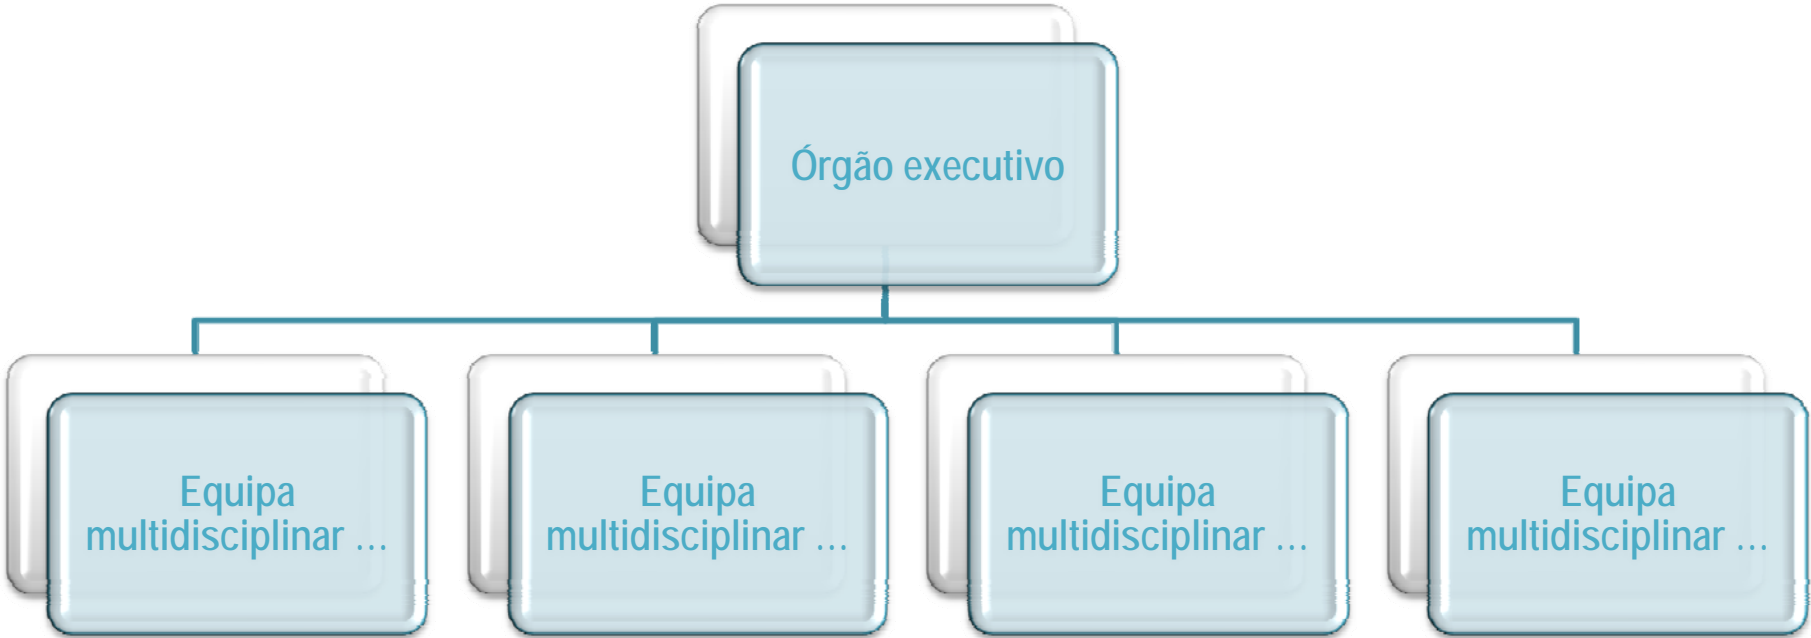 Órgão executivo
Equipa
multidisciplinar …
Equipa
multidisciplinar …
Equipa
multidisciplinar …
Equipa
multidisciplinar …